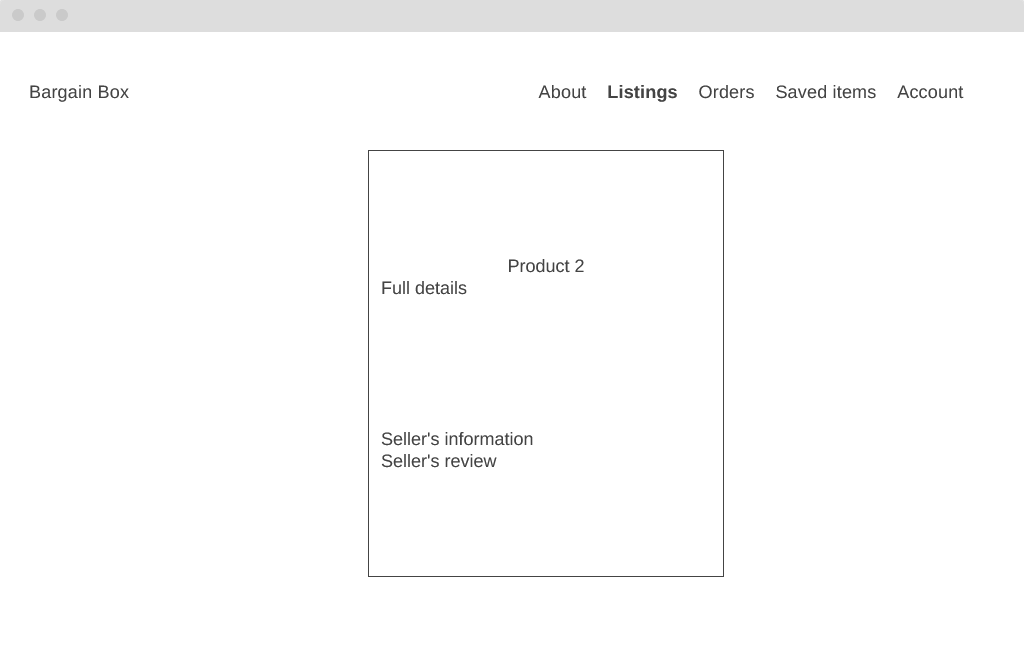 Bargain Box
About Listings Orders Saved items Account
Product 2
Full details
Seller's information
Seller's review